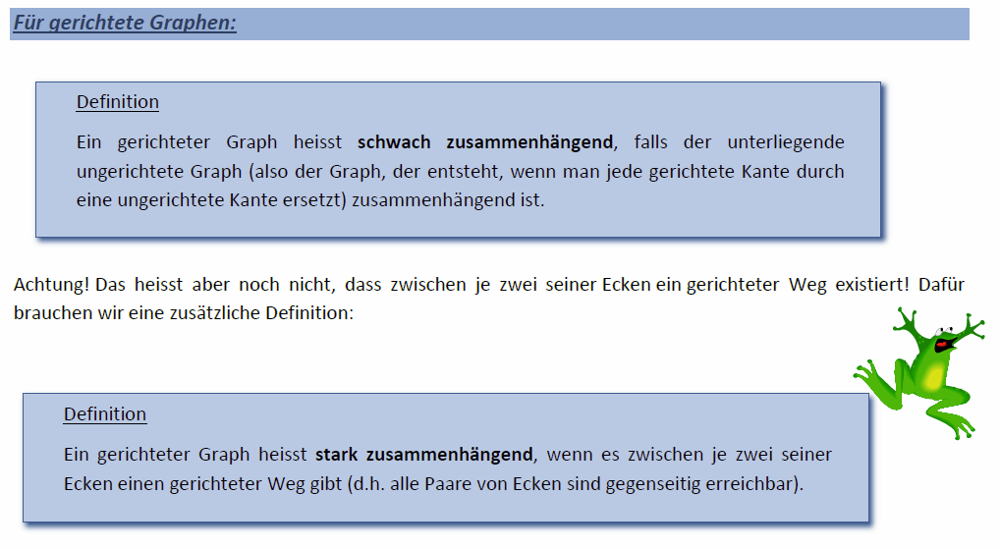 Für gerichtete Graphen:
Definition
Ein gerichteter Graph heisst schwach zusammenhängend, falls der unterliegende
ungerichtete Graph (also der Graph, der entsteht, wenn man jede gerichtete Kante durch
eine ungerichtete Kante ersetzt) zusammenhängend ist.
Achtung! Das heisst aber noch nicht, dass zwischen je zwei seiner Ecken ein gerichteter Weg existiert! Dafür
brauchen wir eine zusätzliche Definition:
Definition
Ein gerichteter Graph heisst stark zusammenhängend, wenn es zwischen je zwei seiner
Ecken einen gerichteter Weg gibt (d.h. alle Paare von Ecken sind gegenseitig erreichbar).